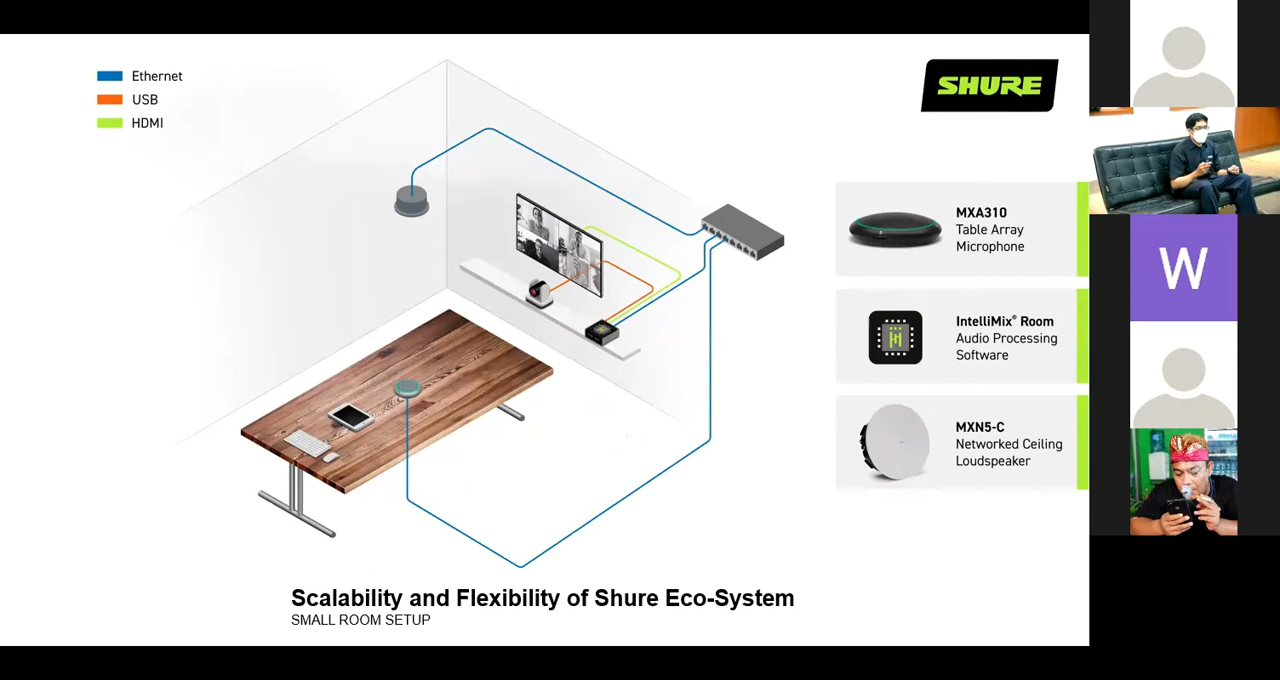 Ethernet
USB
HDMI
SHURE
MXA310
Table Array
Microphone
IntelliMix® Room
Audio Processing
Software
MXN5-C
Networked Ceiling
Loudspeaker
Scalability and Flexibility of Shure Eco-System
SMALL ROOM SETUP
W